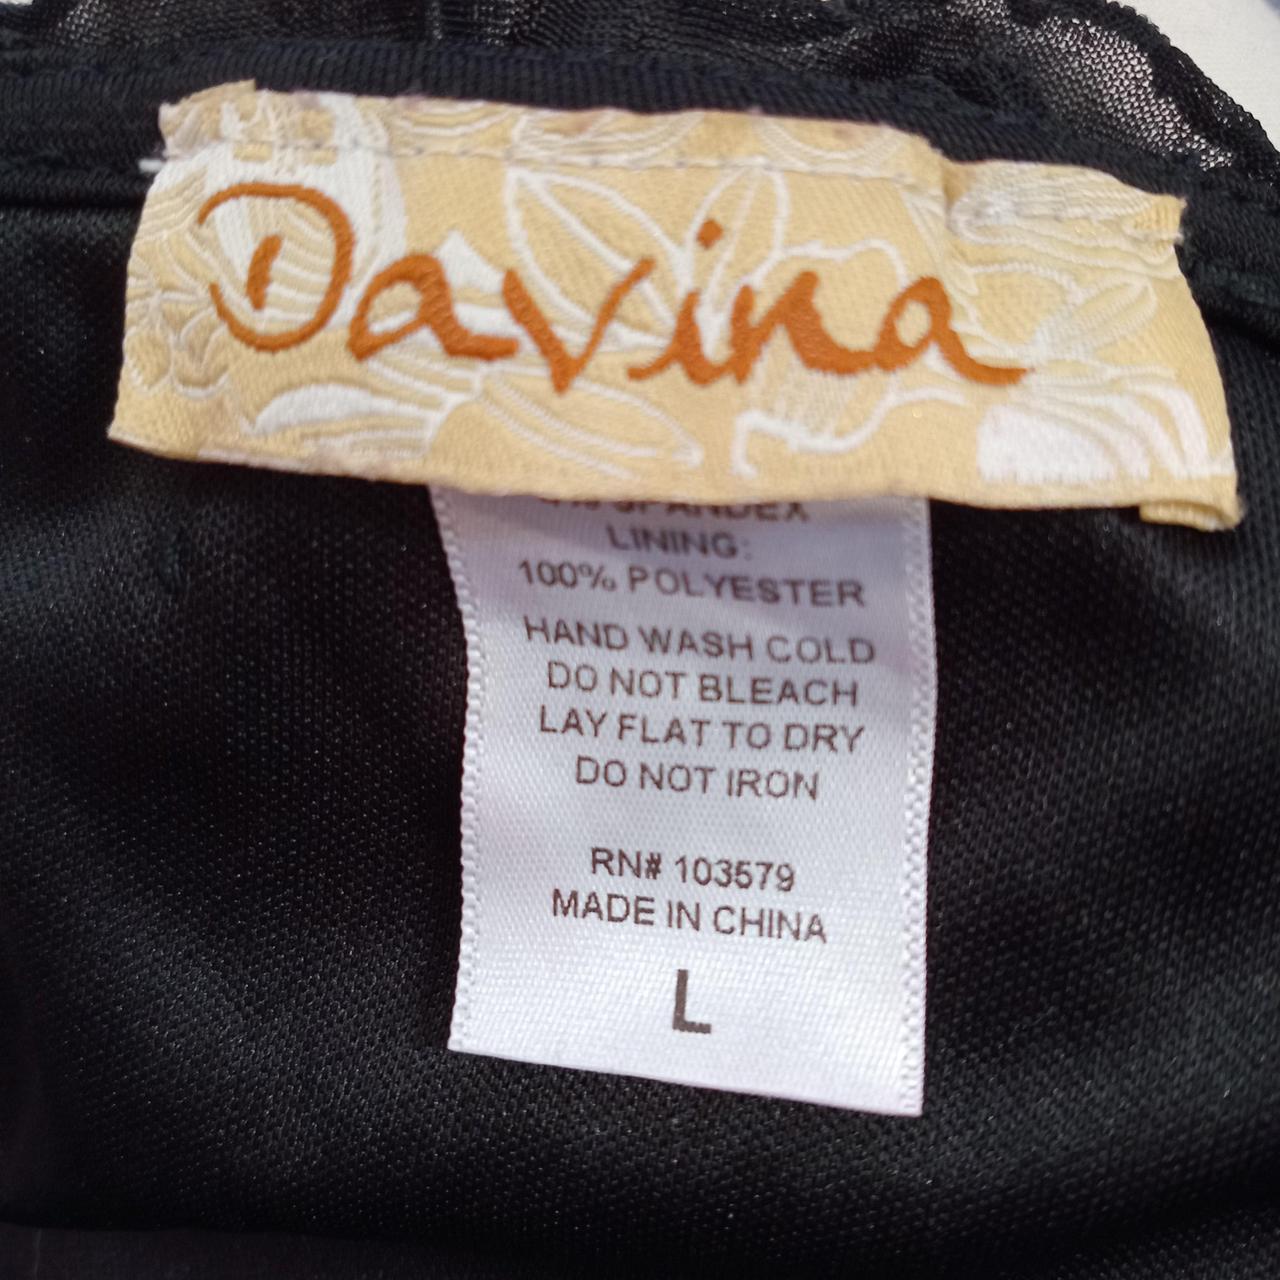 Davina
SPANDEX
LINING:
100% POLYESTER
HAND WASH COLD
DO NOT BLEACH
LAY FLAT TO DRY
DO NOT IRON
RN# 103579
MADE IN CHINA
L